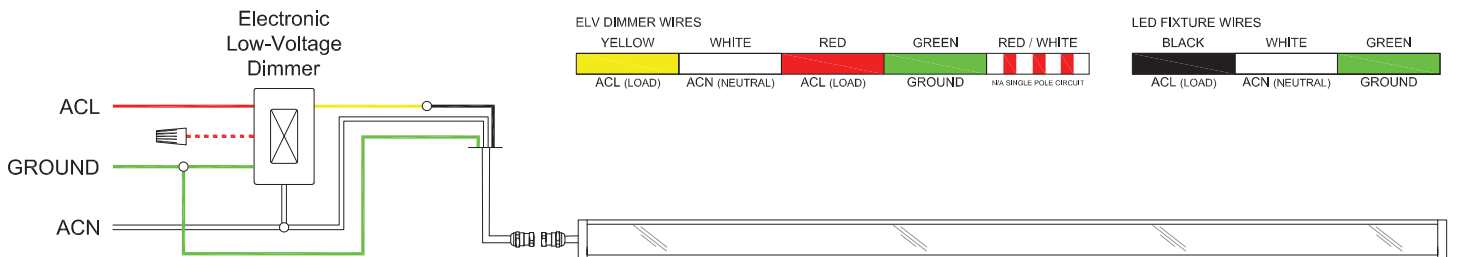 Electronic
Low-Voltage
Dimmer
ACL
GROUND
ACN
ELV DIMMER WIRES
YELLOW WHITE RED GREEN RED / WHITE
ACL (LOAD) ACN (NEUTRAL) ACL (LOAD) GROUND N/A SINGLE POLE CIRCUIT
LED FIXTURE WIRES
BLACK WHITE GREEN
ACL (LOAD) ACN (NEUTRAL) GROUND